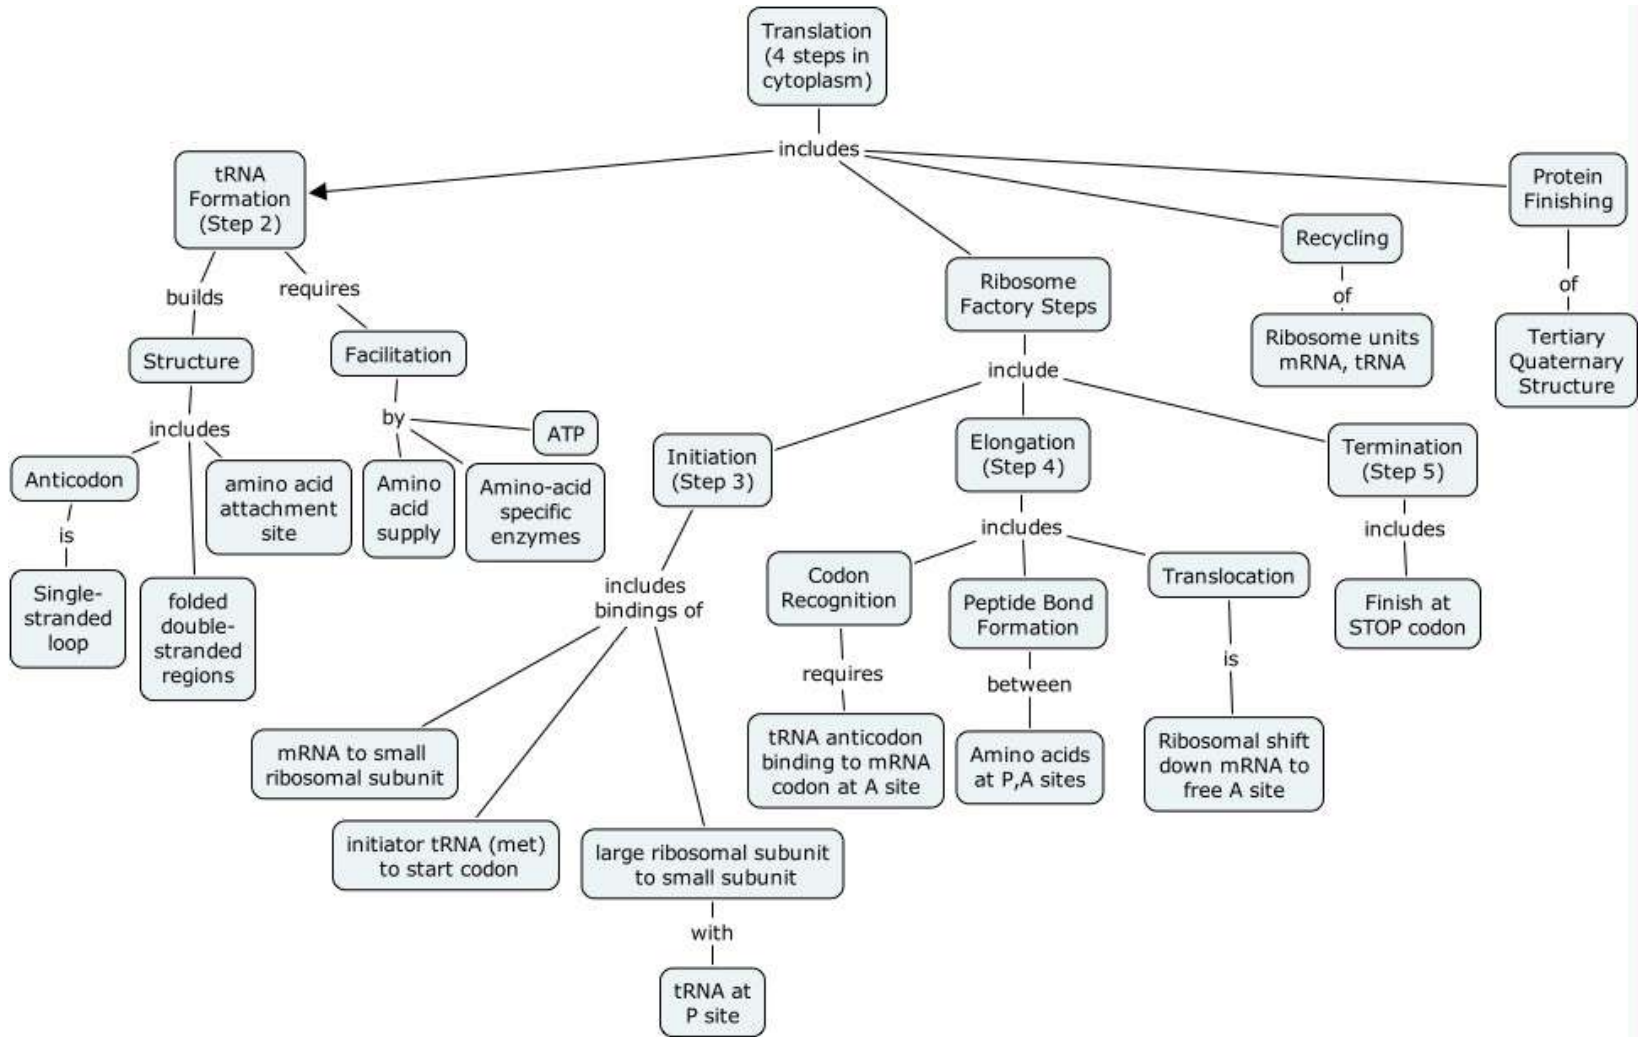 Translation
(4 steps in
cytoplasm)
includes
tRNA
Formation
(Step 2)
Protein
Finishing
Recycling
Ribosome
Factory Steps
builds
requires
of
of
Structure
Facilitation
Ribosome units
mRNA, tRNA
Tertiary
Quaternary
Structure
include
includes
by
ATP
Initiation
(Step 3)
Elongation
(Step 4)
Termination
(Step 5)
Anticodon
amino acid
attachment
site
Amino
acid
supply
Amino-acid
specific
enzymes
is
includes
includes
Single-
stranded
loop
folded
double-
stranded
regions
includes
bindings of
Codon
Recognition
Peptide Bond
Formation
Translocation
Finish at
STOP codon
requires
between
is
mRNA to small
ribosomal subunit
tRNA anticodon
binding to mRNA
codon at A site
Amino acids
at P,A sites
Ribosomal shift
down mRNA to
free A site
initiator tRNA (met)
to start codon
large ribosomal subunit
to small subunit
with
tRNA at
P site